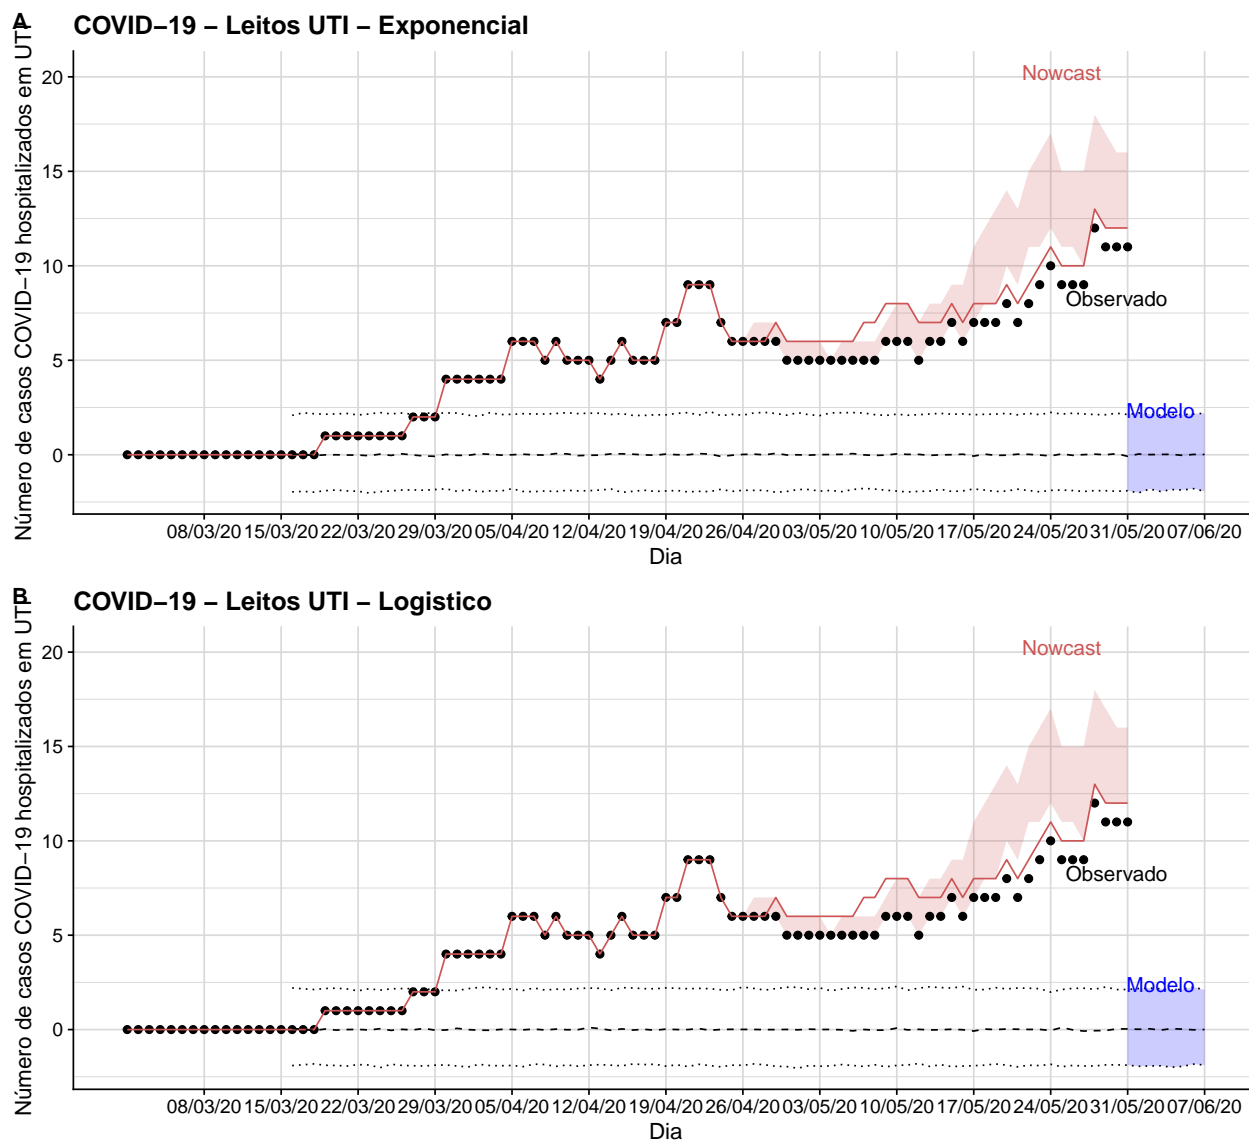 A
COVID−19 − Leitos UTI − Exponencial
Número de casos COVID−19 hospitalizados em UTI
20
15
10
5
0
Nowcast
Observado
Modelo
08/03/20 15/03/20 22/03/20 29/03/20 05/04/20 12/04/20 19/04/20 26/04/20 03/05/20 10/05/20 17/05/20 24/05/20 31/05/20 07/06/20
Dia
B
COVID−19 − Leitos UTI − Logistico
Número de casos COVID−19 hospitalizados em UTI
20
15
10
5
0
Nowcast
Observado
Modelo
08/03/20 15/03/20 22/03/20 29/03/20 05/04/20 12/04/20 19/04/20 26/04/20 03/05/20 10/05/20 17/05/20 24/05/20 31/05/20 07/06/20
Dia